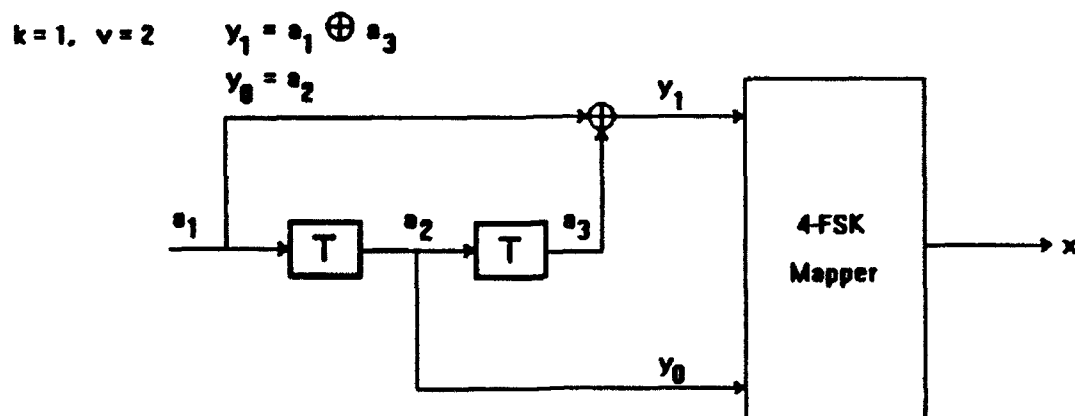 k = 1, v = 2
y₁ = a₁ ⊕ a₃
y₀ = a₂
y₁
a₁
T
a₂
T
a₃
4-FSK
Mapper
x
y₀